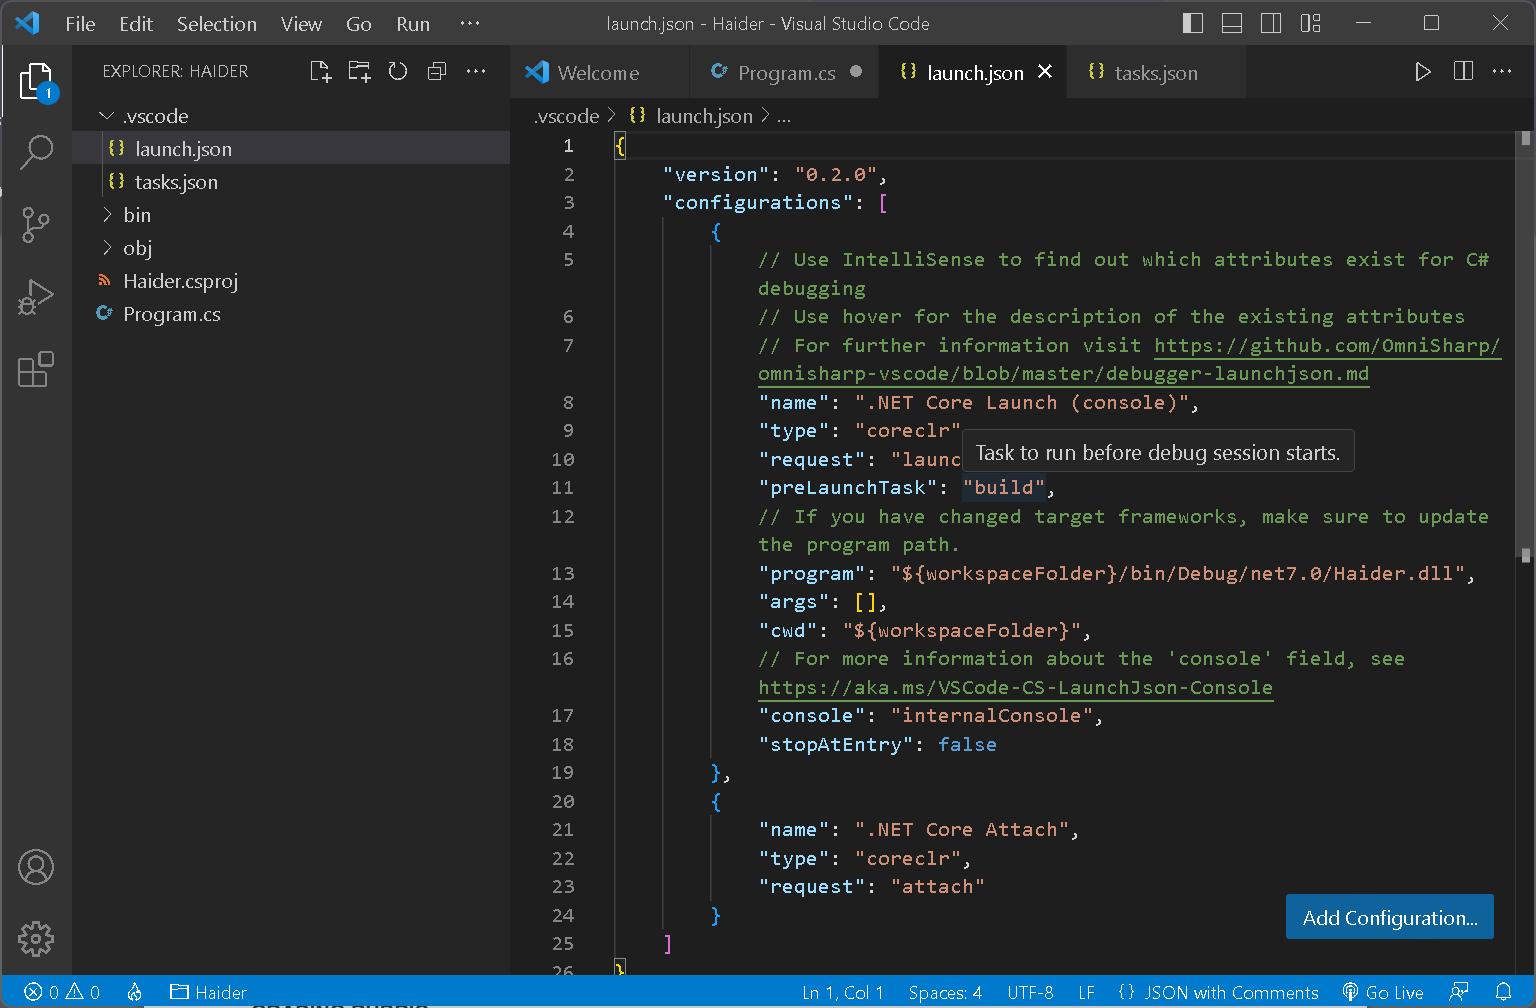 File Edit Selection View Go Run ···
launch.json - Haider - Visual Studio Code
EXPLORER: HAIDER
1
.vscode
launch.json
tasks.json
bin
obj
Haider.csproj
Program.cs
Welcome
Program.cs
launch.json
tasks.json
.vscode > {} launch.json > ...
1 {
2 "version": "0.2.0",
3 "configurations": [
4 {
5 // Use IntelliSense to find out which attributes exist for C#
debugging
6 // Use hover for the description of the existing attributes
7 // For further information visit https://github.com/OmniSharp/
omnisharp-vscode/blob/master/debugger-launchjson.md
8 "name": ".NET Core Launch (console)",
9 "type": "coreclr"
10 "request": "launc
Task to run before debug session starts.
11 "preLaunchTask": "build",
12 // If you have changed target frameworks, make sure to update
the program path.
13 "program": "${workspaceFolder}/bin/Debug/net7.0/Haider.dll",
14 "args": [],
15 "cwd": "${workspaceFolder}",
16 // For more information about the 'console' field, see
https://aka.ms/VSCode-CS-LaunchJson-Console
17 "console": "internalConsole",
18 "stopAtEntry": false
19 },
20 {
21 "name": ".NET Core Attach",
22 "type": "coreclr",
23 "request": "attach"
24 }
25 ]
26 }
Add Configuration...
0 0 Haider
Ln 1, Col 1 Spaces: 4 UTF-8 LF {} JSON with Comments Go Live